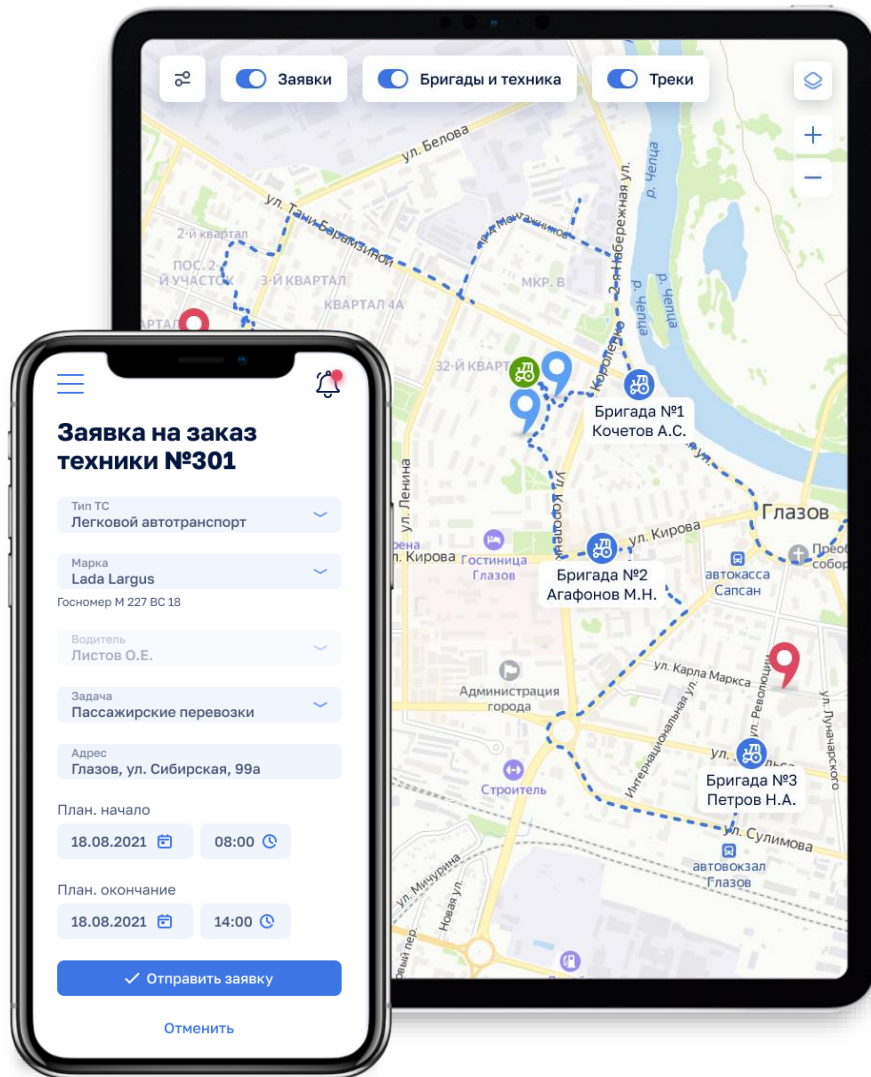 Заявки
Бригады и техника
Треки
ул. Белова
р. Чепца
2-я Набережная ул.
ул. Тани Барамзиной
2-й квартал
ПОС. 2-
Й УЧАСТОК
3-Й КВАРТАЛ
КВАРТАЛ 4А
МКР. В
р. Чепца
р. Чепца
32-Й КВАРТ
Короленко
Бригада №1
Кочетов А.С.
ул. Ленина
ул. Кирова
Глазов
Гостиница
Глазов
Бригада №2
Агафонов М.Н.
автокасса
Сапсан
ул. Карла Маркса
ул. Революции
ул. Луначарского
Интернациональная ул.
Администрация
города
Строитель
Бригада №3
Петров Н.А.
ул. Сулимова
автовокзал
Глазов
ул. Мичурина
Новая ул.
Заявка на заказ
техники №301
Тип ТС
Легковой автотранспорт
Марка
Lada Largus
Госномер М 227 ВС 18
Водитель
Листов О.Е.
Задача
Пассажирские перевозки
Адрес
Глазов, ул. Сибирская, 99а
План. начало
18.08.2021 08:00
План. окончание
18.08.2021 14:00
Отправить заявку
Отменить